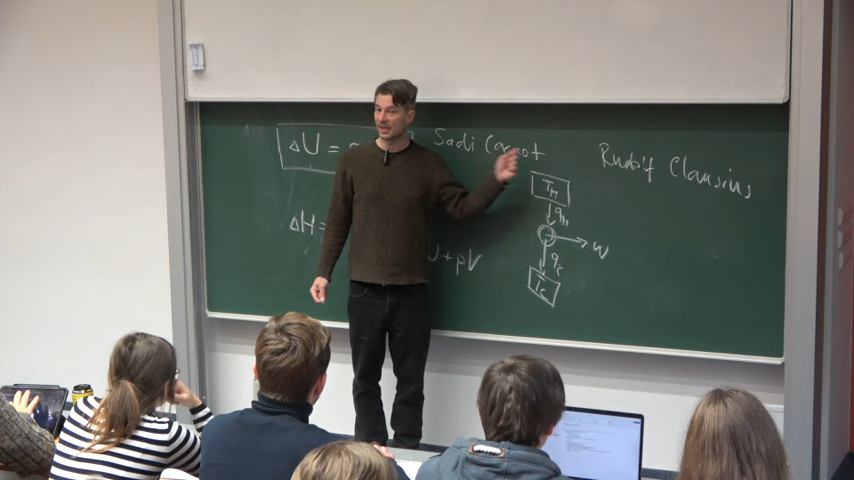 ΔU =
Sadi Carnot
Rudolf Clausius
T_H
q_H
ΔH =
W
U + pV
q_c
T_c